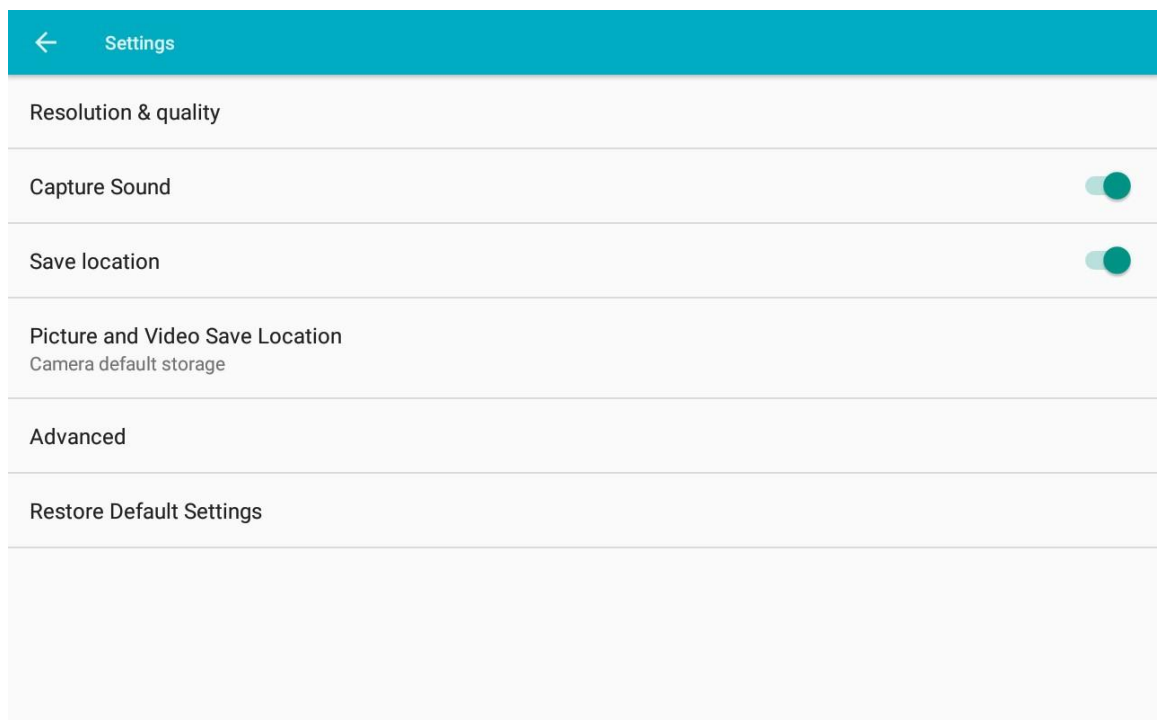 Settings
Resolution & quality
Capture Sound
Save location
Picture and Video Save Location
Camera default storage
Advanced
Restore Default Settings